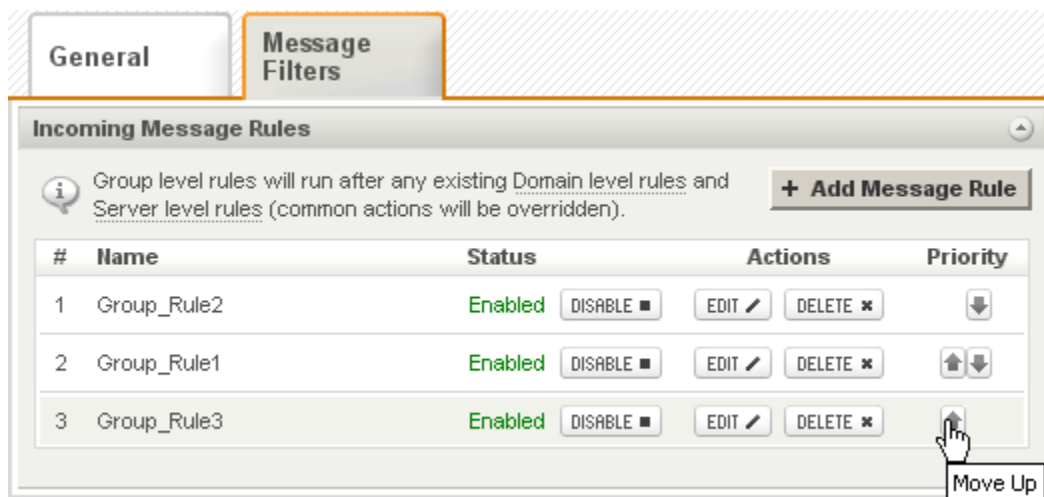 General
Message
Filters
Incoming Message Rules
Group level rules will run after any existing Domain level rules and
Server level rules (common actions will be overridden).
+ Add Message Rule
# Name Status Actions Priority
1 Group_Rule2 Enabled DISABLE EDIT DELETE
2 Group_Rule1 Enabled DISABLE EDIT DELETE
3 Group_Rule3 Enabled DISABLE EDIT DELETE
Move Up